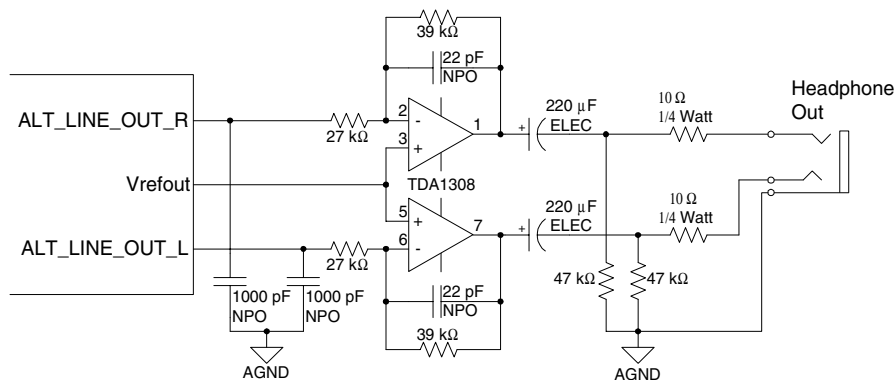 39 kΩ
22 pF
NPO
ALT_LINE_OUT_R
27 kΩ
2
-
3
+
1
+
220 µF
ELEC
10 Ω
1/4 Watt
Headphone
Out
Vrefout
TDA1308
ALT_LINE_OUT_L
27 kΩ
5
+
6
-
7
+
220 µF
ELEC
10 Ω
1/4 Watt
1000 pF
NPO
1000 pF
NPO
22 pF
NPO
39 kΩ
47 kΩ
47 kΩ
AGND
AGND